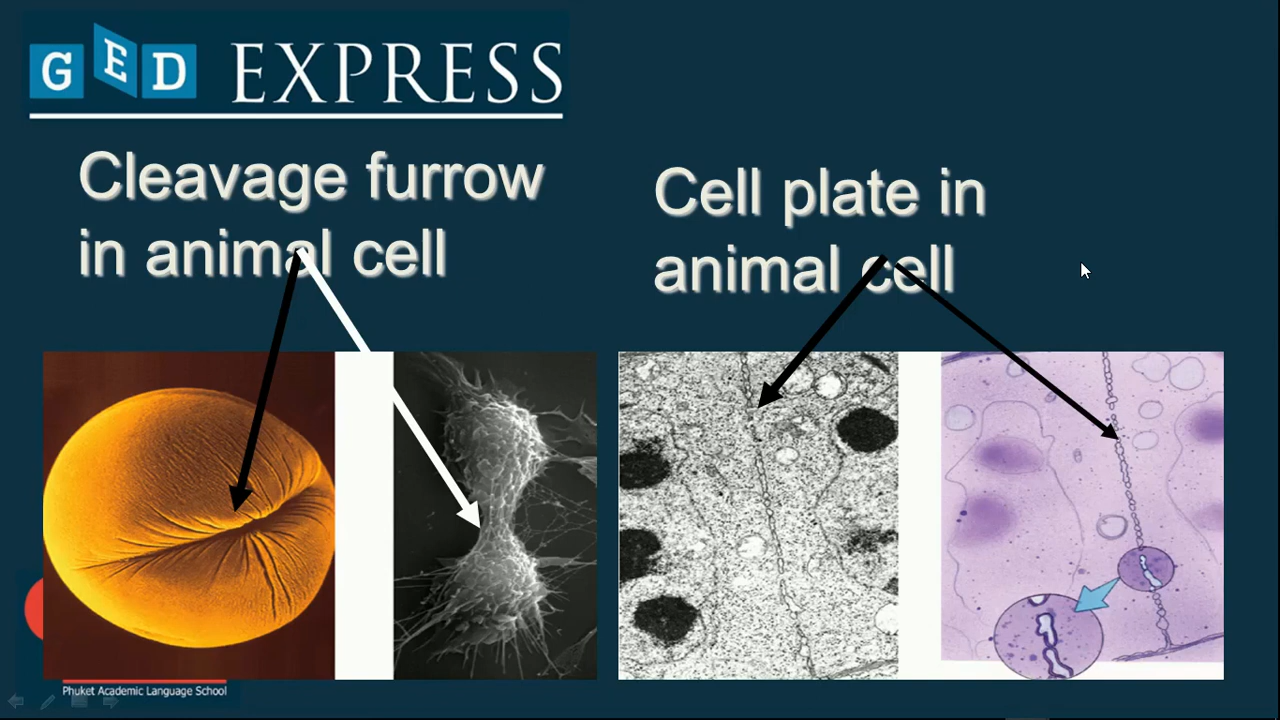 GED EXPRESS
Cleavage furrow
in animal cell
Cell plate in
animal cell
Phuket Academic Language School